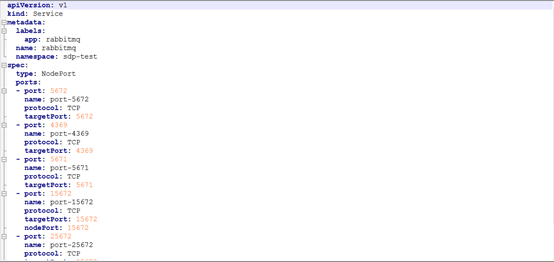 apiVersion: v1
kind: Service
metadata:
  labels:
    app: rabbitmq
  name: rabbitmq
  namespace: sdp-test
spec:
  type: NodePort
  ports:
  - port: 5672
    name: port-5672
    protocol: TCP
    targetPort: 5672
  - port: 4369
    name: port-4369
    protocol: TCP
    targetPort: 4369
  - port: 5671
    name: port-5671
    protocol: TCP
    targetPort: 5671
  - port: 15672
    name: port-15672
    protocol: TCP
    targetPort: 15672
    nodePort: 15672
  - port: 25672
    name: port-25672
    protocol: TCP